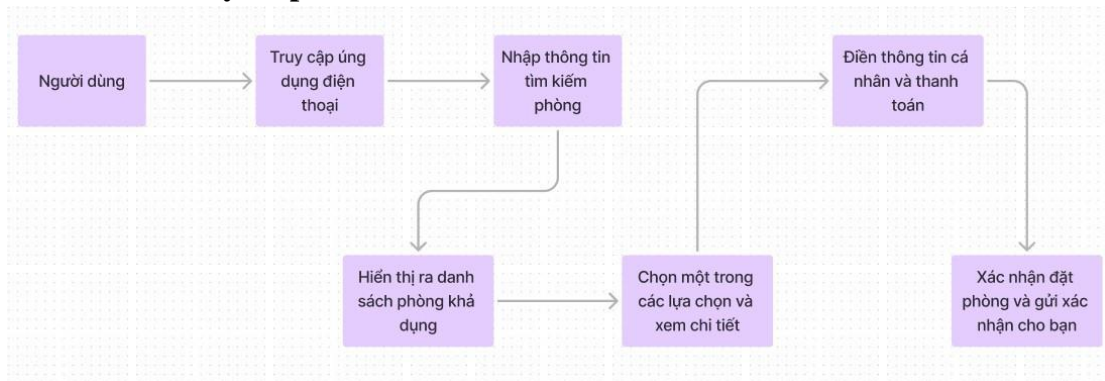 Người dùng
Truy cập ứng
dụng điện
thoại
Nhập thông tin
tìm kiếm
phòng
Điền thông tin cá
nhân và thanh
toán
Hiển thị ra danh
sách phòng khả
dụng
Chọn một trong
các lựa chọn và
xem chi tiết
Xác nhận đặt
phòng và gửi xác
nhận cho bạn